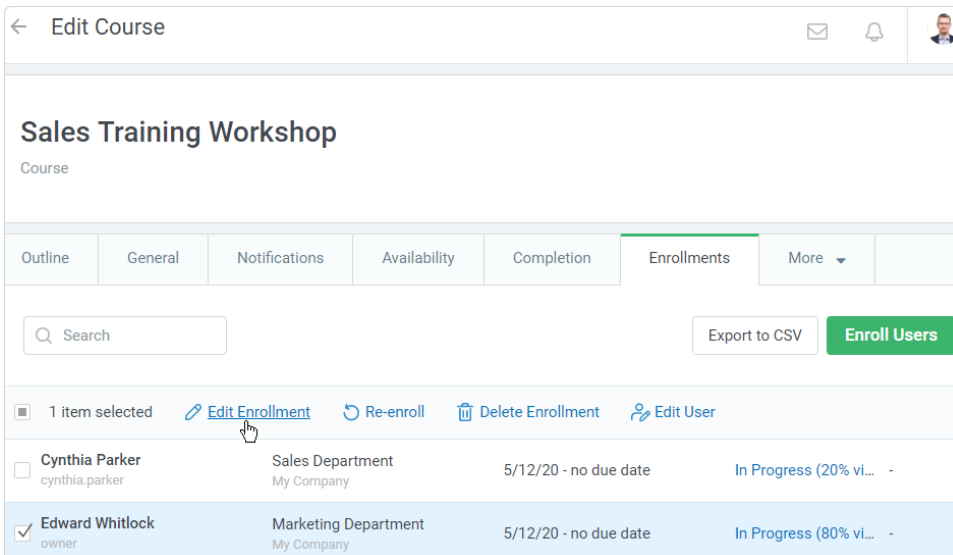 Edit Course
Sales Training Workshop
Course
Outline General Notifications Availability Completion Enrollments More
Search Export to CSV Enroll Users
1 item selected Edit Enrollment Re-enroll Delete Enrollment Edit User
Cynthia Parker Sales Department 5/12/20 - no due date In Progress (20% vi... -
cynthia.parker My Company
Edward Whitlock Marketing Department 5/12/20 - no due date In Progress (80% vi... -
owner My Company